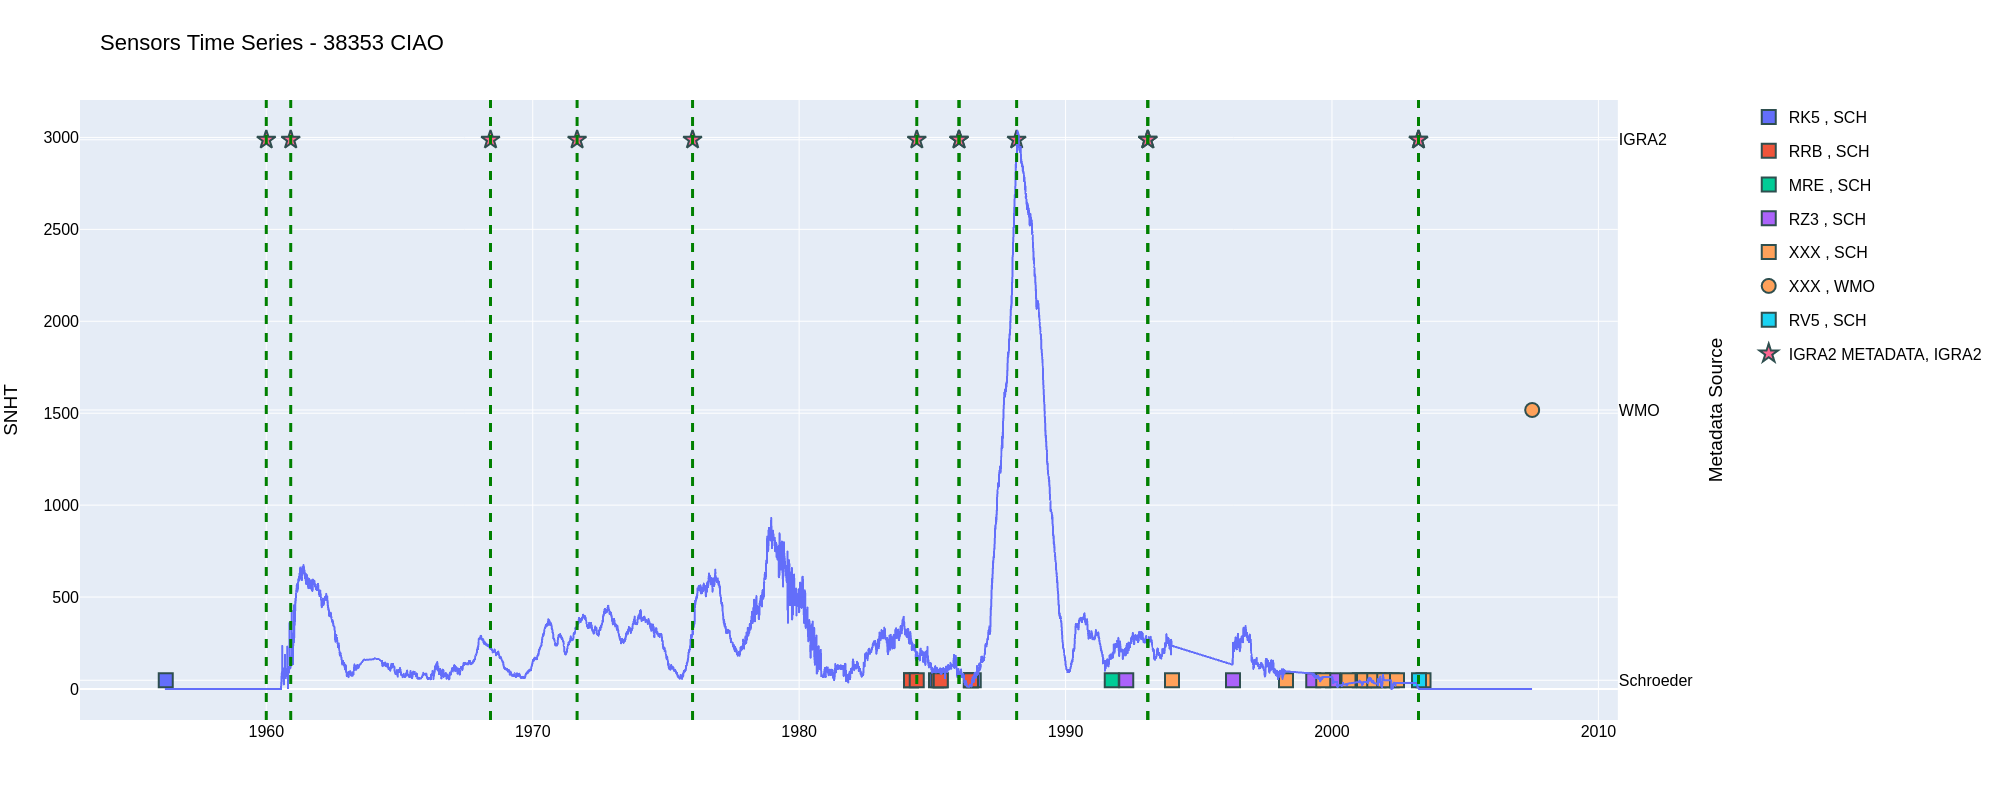 Sensors Time Series - 38353 CIAO
SNHT
3000
2500
2000
1500
1000
500
0
1960
1970
1980
1990
2000
2010
IGRA2
WMO
Schroeder
Metadata Source
RK5 , SCH
RRB , SCH
MRE , SCH
RZ3 , SCH
XXX , SCH
XXX , WMO
RV5 , SCH
IGRA2 METADATA, IGRA2